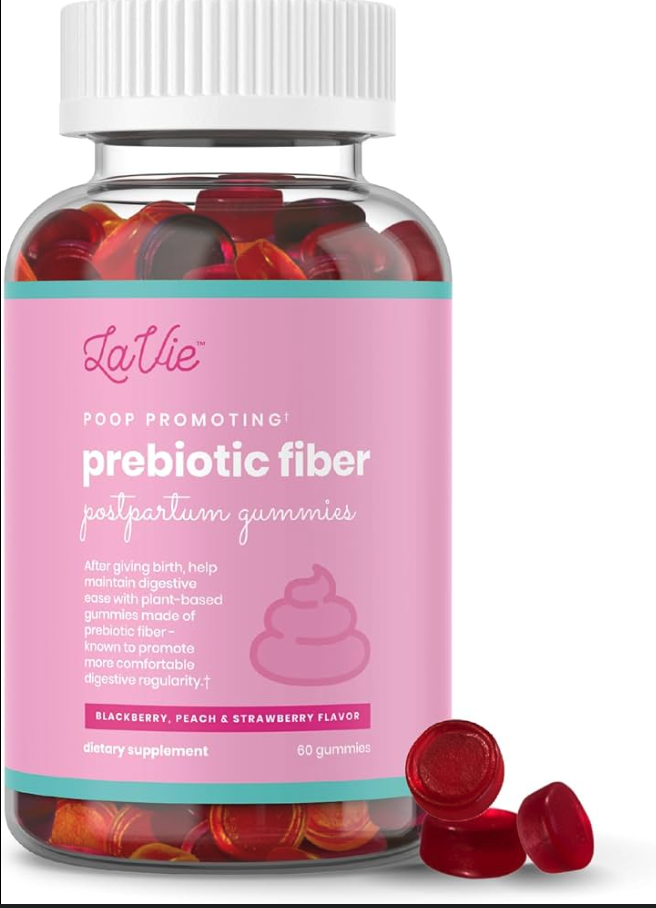 LaVie™
POOP PROMOTING†
prebiotic fiber
postpartum gummies
After giving birth, help
maintain digestive
ease with plant-based
gummies made of
prebiotic fiber –
known to promote
more comfortable
digestive regularity.†
BLACKBERRY, PEACH & STRAWBERRY FLAVOR
dietary supplement
60 gummies